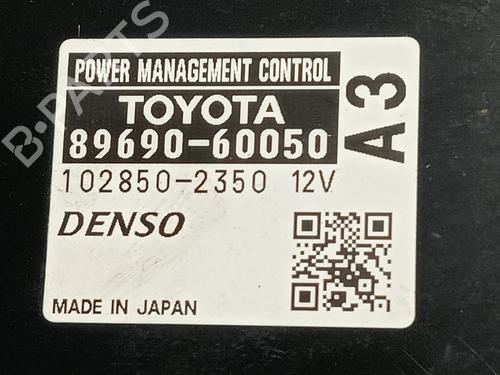 POWER MANAGEMENT CONTROL
TOYOTA
89690-60050
A3
102850-2350 12V
DENSO
MADE IN JAPAN
B-PARTS